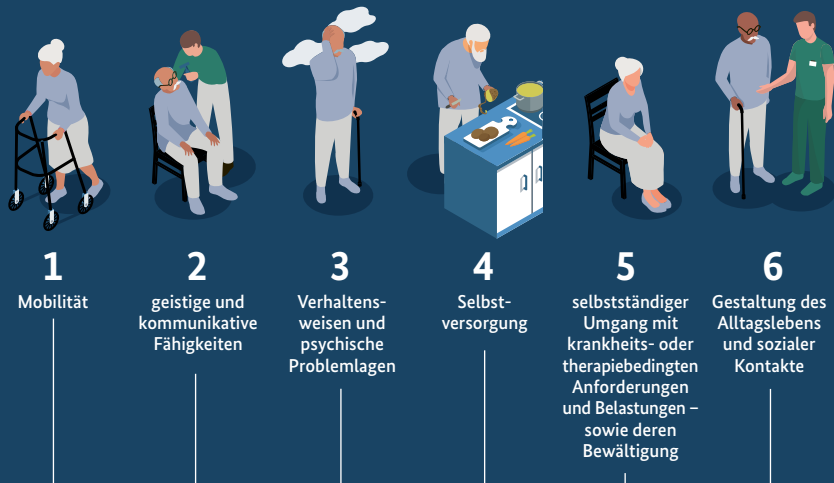 1
Mobilität
2
geistige und
kommunikative
Fähigkeiten
3
Verhaltens-
weisen und
psychische
Problemlagen
4
Selbst-
versorgung
5
selbstständiger
Umgang mit
krankheits- oder
therapiebedingten
Anforderungen
und Belastungen –
sowie deren
Bewältigung
6
Gestaltung des
Alltagslebens
und sozialer
Kontakte